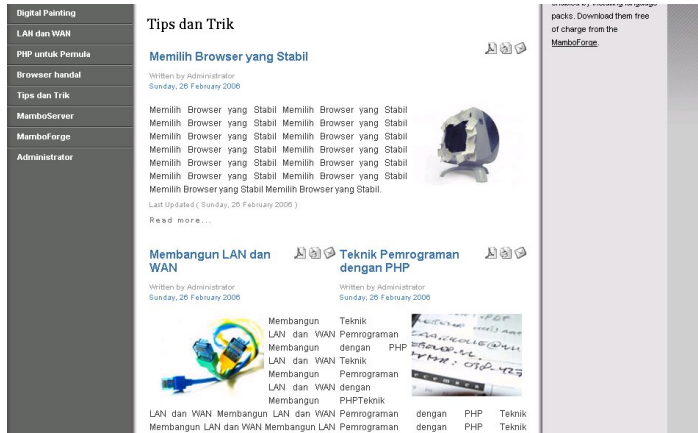 Digital Painting
LAN dan WAN
PHP untuk Pemula
Browser handal
Tips dan Trik
MamboServer
MamboForge
Administrator
Tips dan Trik
Memilih Browser yang Stabil
Written by Administrator
Sunday, 26 February 2006
Memilih Browser yang Stabil Memilih Browser yang Stabil
Memilih Browser yang Stabil Memilih Browser yang Stabil
Memilih Browser yang Stabil Memilih Browser yang Stabil
Memilih Browser yang Stabil Memilih Browser yang Stabil
Memilih Browser yang Stabil Memilih Browser yang Stabil
Memilih Browser yang Stabil Memilih Browser yang Stabil
Memilih Browser yang Stabil Memilih Browser yang Stabil.
Last Updated ( Sunday, 26 February 2006 )
Read more...
Membangun LAN dan
WAN
Written by Administrator
Sunday, 26 February 2006
Membangun
LAN dan WAN
Membangun
LAN dan WAN
Membangun
LAN dan WAN
Membangun
LAN dan WAN Membangun LAN dan WAN
Membangun LAN dan WAN Membangun LAN
Teknik Pemrograman
dengan PHP
Written by Administrator
Sunday, 26 February 2006
Teknik
Pemrograman
dengan PHP
Teknik
Pemrograman
dengan
PHPTeknik
Pemrograman dengan PHP Teknik
Pemrograman dengan PHP Teknik
packs. Download them free
of charge from the
MamboForge.